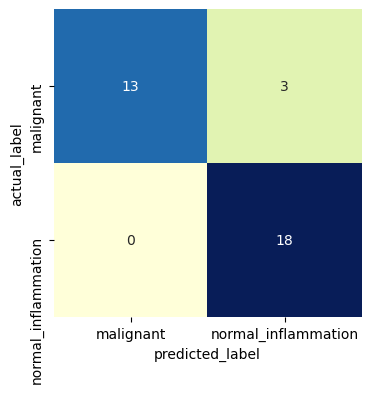 actual_label
malignant
normal_inflammation
13
3
0
18
malignant
normal_inflammation
predicted_label